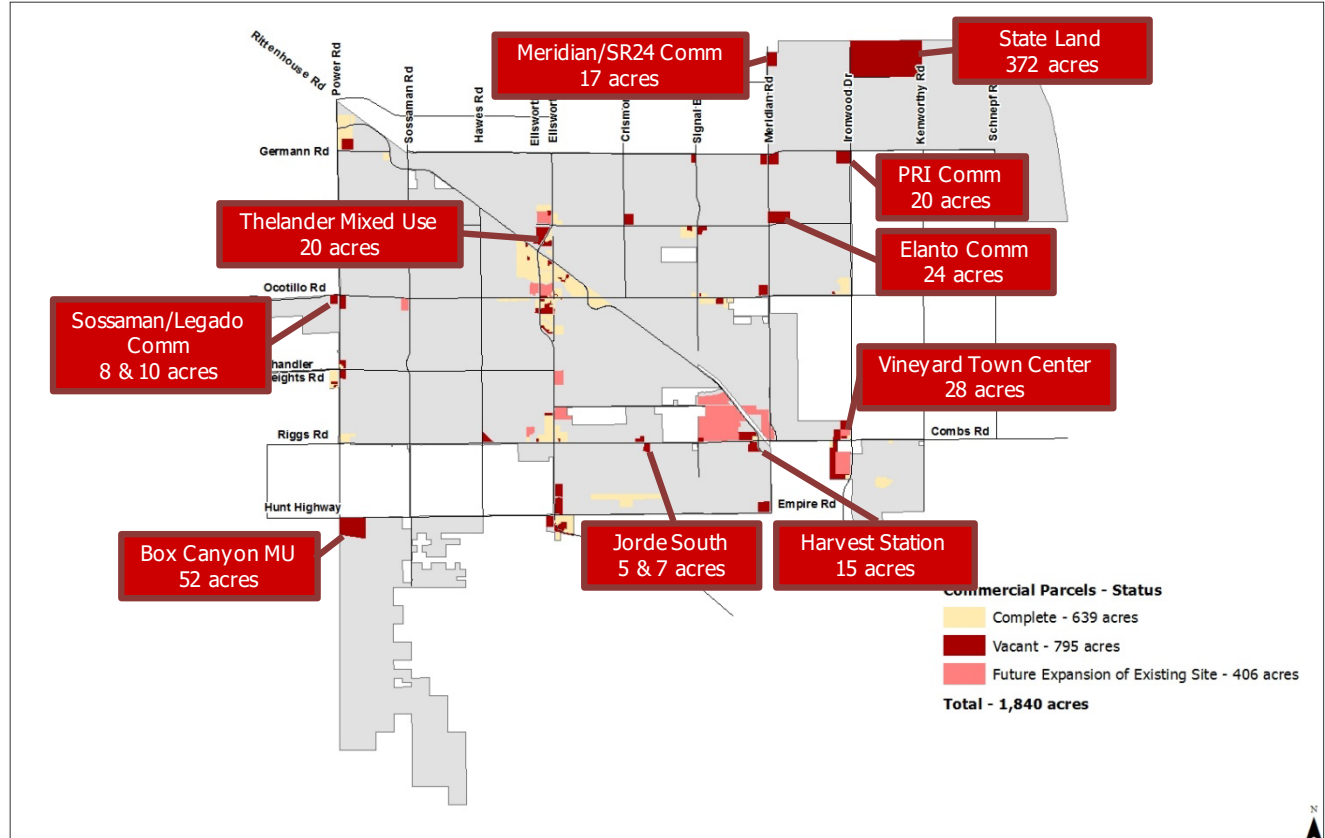 Meridian/SR24 Comm
17 acres
State Land
372 acres
Rittenhouse Rd
Power Rd
Sossaman Rd
Hawes Rd
Ellsworth
Ellsworth
Crismon
Signal B
Meridian Rd
Ironwood Dr
Kenworthy Rd
Schnepf R
Germann Rd
PRI Comm
20 acres
Thelander Mixed Use
20 acres
Elanto Comm
24 acres
Ocotillo Rd
Sossaman/Legado
Comm
8 & 10 acres
handler
eights Rd
Vineyard Town Center
28 acres
Riggs Rd
Combs Rd
Hunt Highway
Empire Rd
Box Canyon MU
52 acres
Jorde South
5 & 7 acres
Harvest Station
15 acres
Commercial Parcels - Status
Complete - 639 acres
Vacant - 795 acres
Future Expansion of Existing Site - 406 acres
Total - 1,840 acres
N